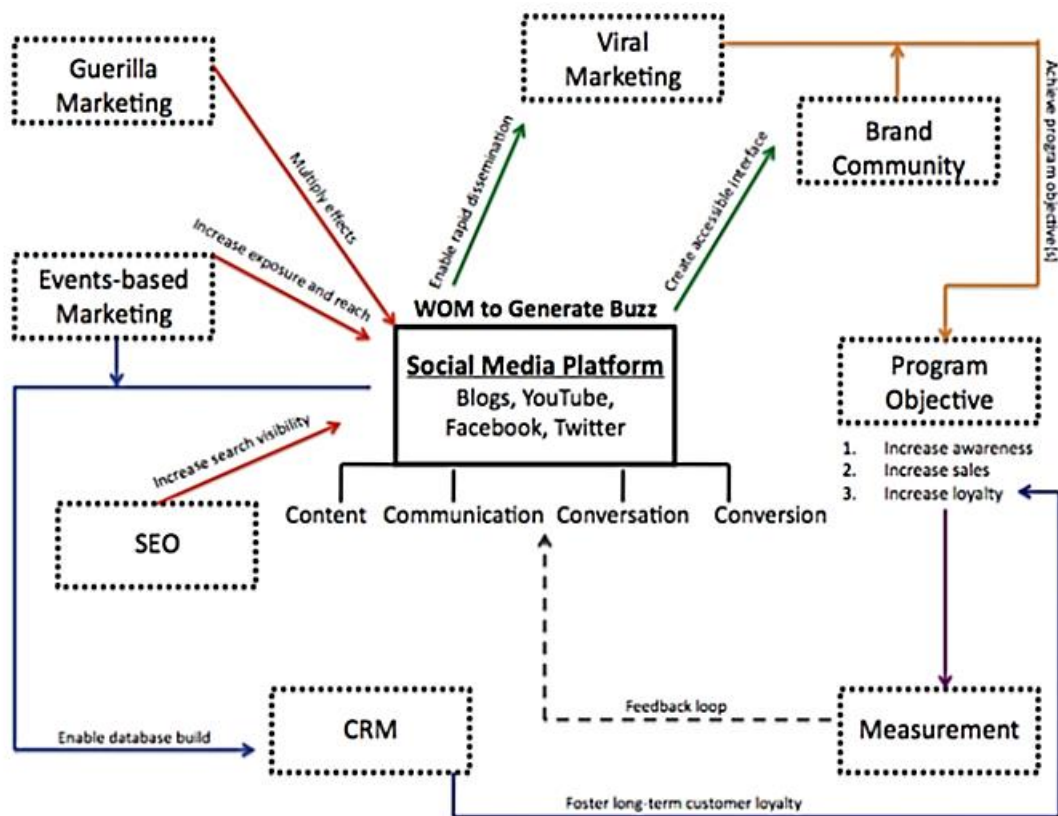 Guerilla
Marketing
Viral
Marketing
Brand
Community
Achieve program objective[s]
Multiply effects
Enable rapid dissemination
Create accessible interface
Increase exposure and reach
Events-based
Marketing
WOM to Generate Buzz
Social Media Platform
Blogs, YouTube,
Facebook, Twitter
Program
Objective
1. Increase awareness
2. Increase sales
3. Increase loyalty
Increase search visibility
SEO
Content
Communication
Conversation
Conversion
Enable database build
CRM
Feedback loop
Measurement
Foster long-term customer loyalty